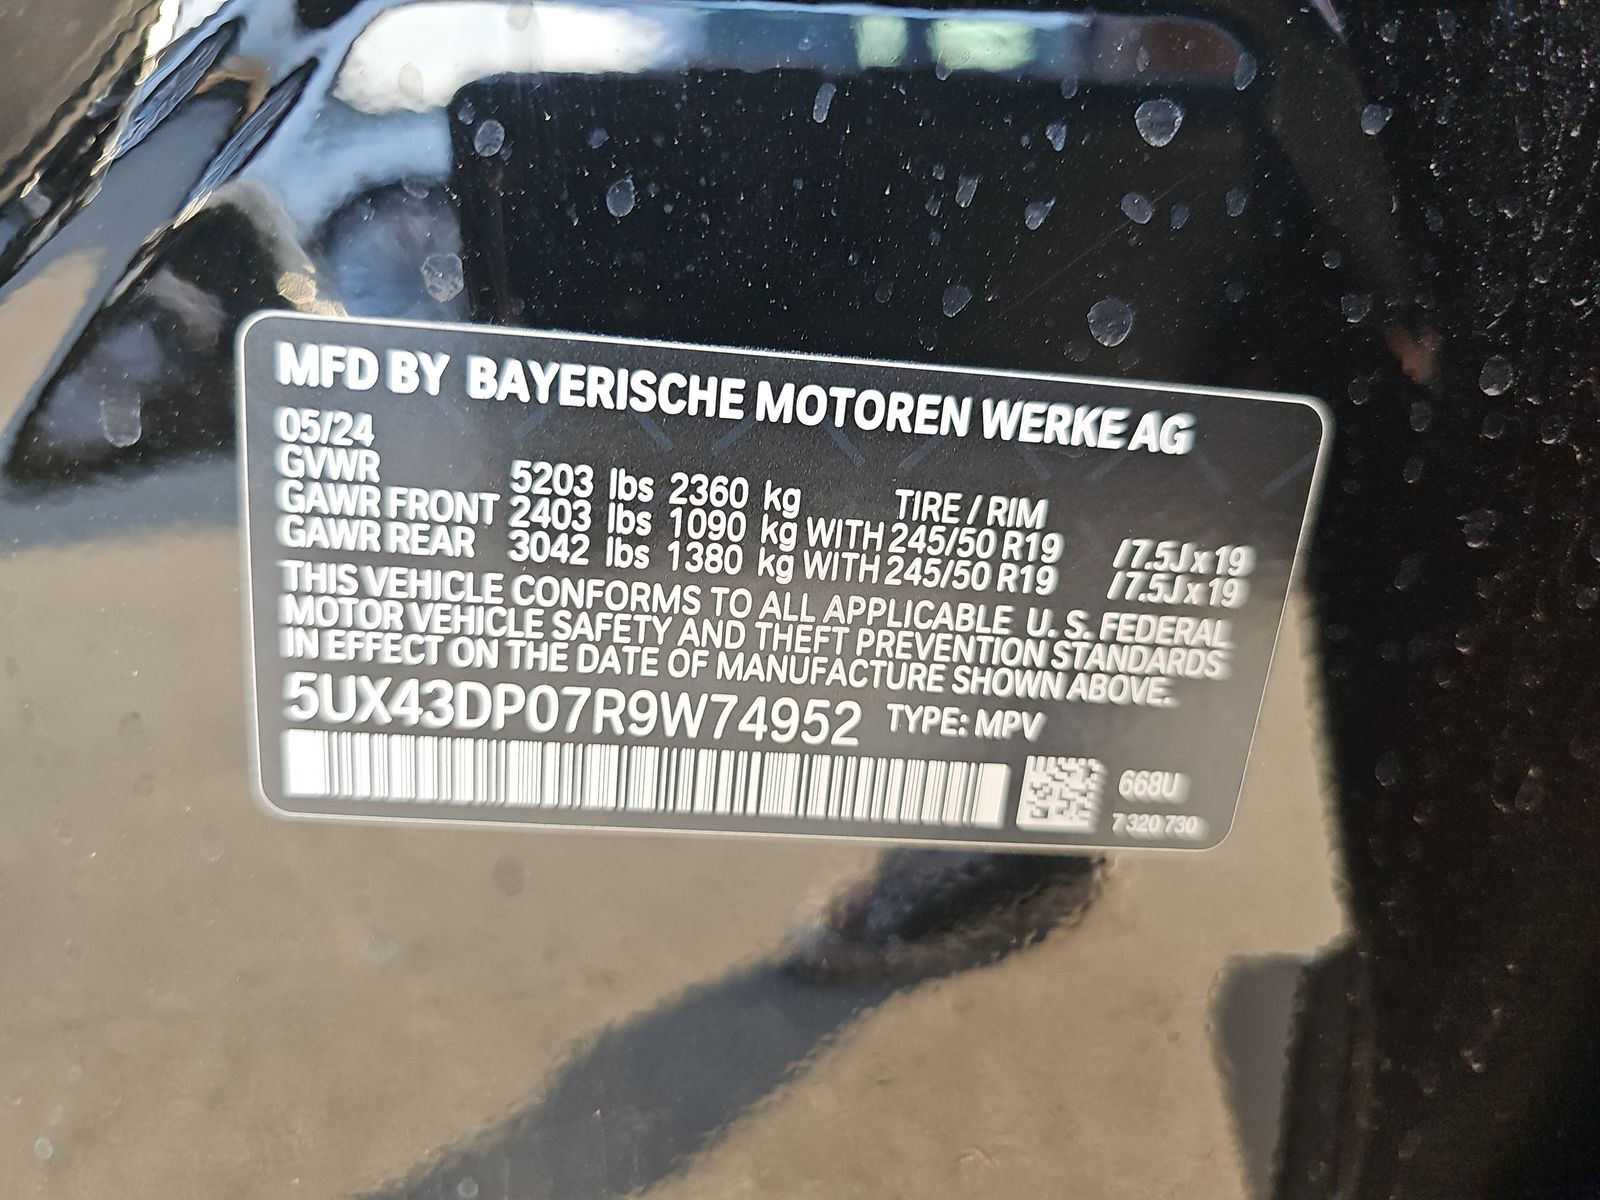 MFD BY BAYERISCHE MOTOREN WERKE AG
05/24
GVWR 5203 lbs 2360 kg TIRE / RIM
GAWR FRONT 2403 lbs 1090 kg WITH 245/50 R19 / 7.5J x 19
GAWR REAR 3042 lbs 1380 kg WITH 245/50 R19 / 7.5J x 19
THIS VEHICLE CONFORMS TO ALL APPLICABLE U. S. FEDERAL
MOTOR VEHICLE SAFETY AND THEFT PREVENTION STANDARDS
IN EFFECT ON THE DATE OF MANUFACTURE SHOWN ABOVE.
5UX43DP07R9W74952 TYPE: MPV
668U
7 320 730